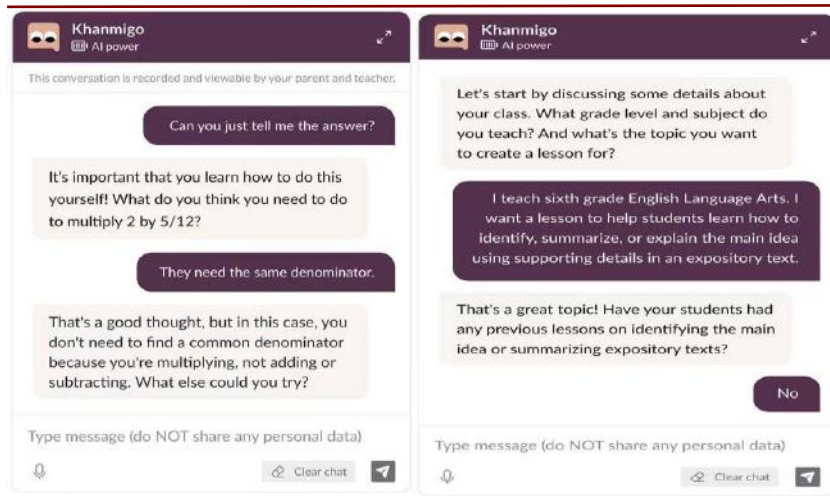 Khanmigo
AI power
This conversation is recorded and viewable by your parent and teacher.
Can you just tell me the answer?
It's important that you learn how to do this
yourself! What do you think you need to do
to multiply 2 by 5/12?
They need the same denominator.
That's a good thought, but in this case, you
don't need to find a common denominator
because you're multiplying, not adding or
subtracting. What else could you try?
Type message (do NOT share any personal data)
Clear chat
Khanmigo
AI power
Let's start by discussing some details about
your class. What grade level and subject do
you teach? And what's the topic you want
to create a lesson for?
I teach sixth grade English Language Arts. I
want a lesson to help students learn how to
identify, summarize, or explain the main idea
using supporting details in an expository text.
That's a great topic! Have your students had
any previous lessons on identifying the main
idea or summarizing expository texts?
No
Type message (do NOT share any personal data)
Clear chat